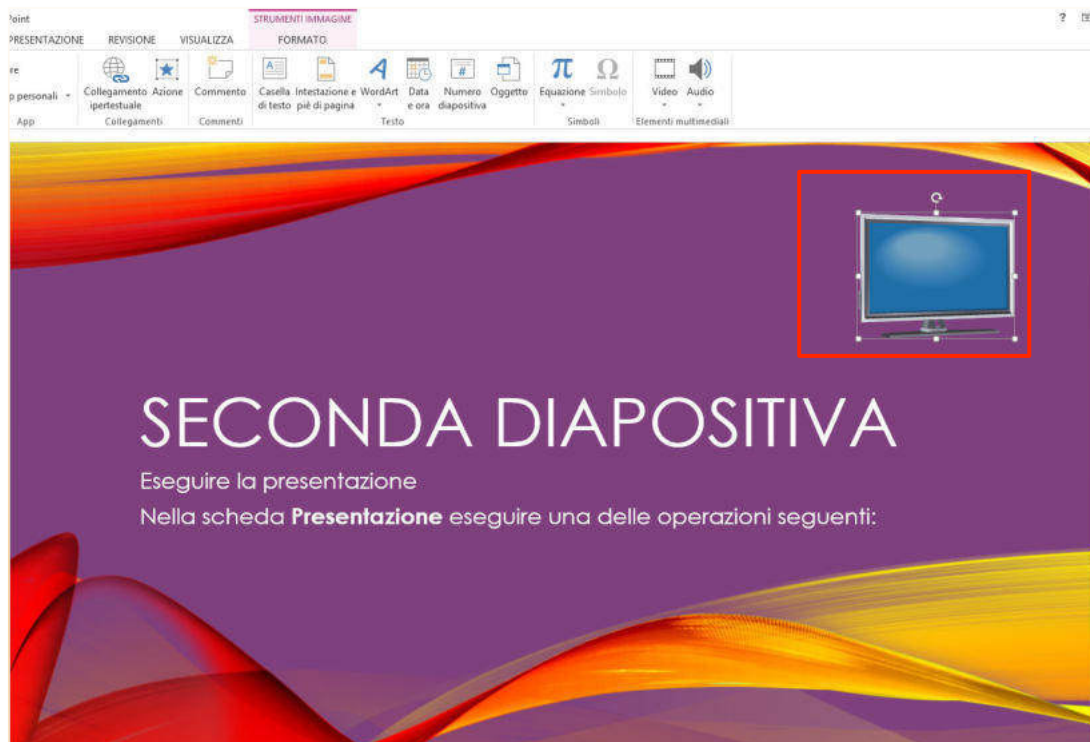 Point
STRUMENTI IMMAGINE
?
PRESENTAZIONE REVISIONE VISUALIZZA FORMATO
re
p personali
Collegamento ipertestuale
Azione
Commento
Casella di testo
Intestazione e piè di pagina
WordArt
Data e ora
Numero diapositiva
Oggetto
Equazione
Simbolo
Video
Audio
App Collegamenti Commenti Testo Simboli Elementi multimediali
SECONDA DIAPOSITIVA
Eseguire la presentazione
Nella scheda Presentazione eseguire una delle operazioni seguenti: